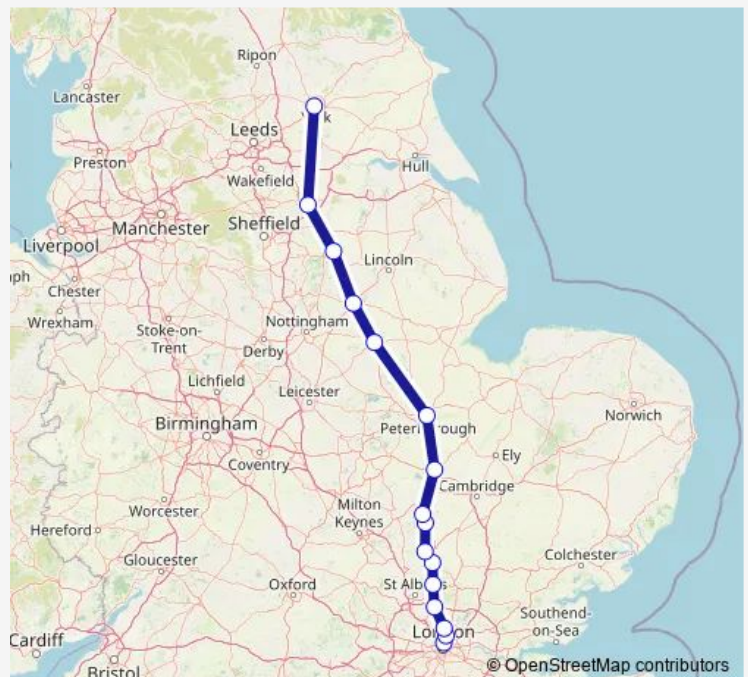 Ripon
Lancaster
Leeds
Preston
Hull
Wakefield
Manchester
Sheffield
Liverpool
Lincoln
Chester
Wrexham
Stoke-on-
Trent
Nottingham
Derby
Lichfield
Leicester
Norwich
Birmingham
Ely
Coventry
Cambridge
Worcester
Milton
Keynes
Hereford
Colchester
Gloucester
Oxford
Southend-
on-Sea
Cardiff
Bristol
© OpenStreetMap contributors